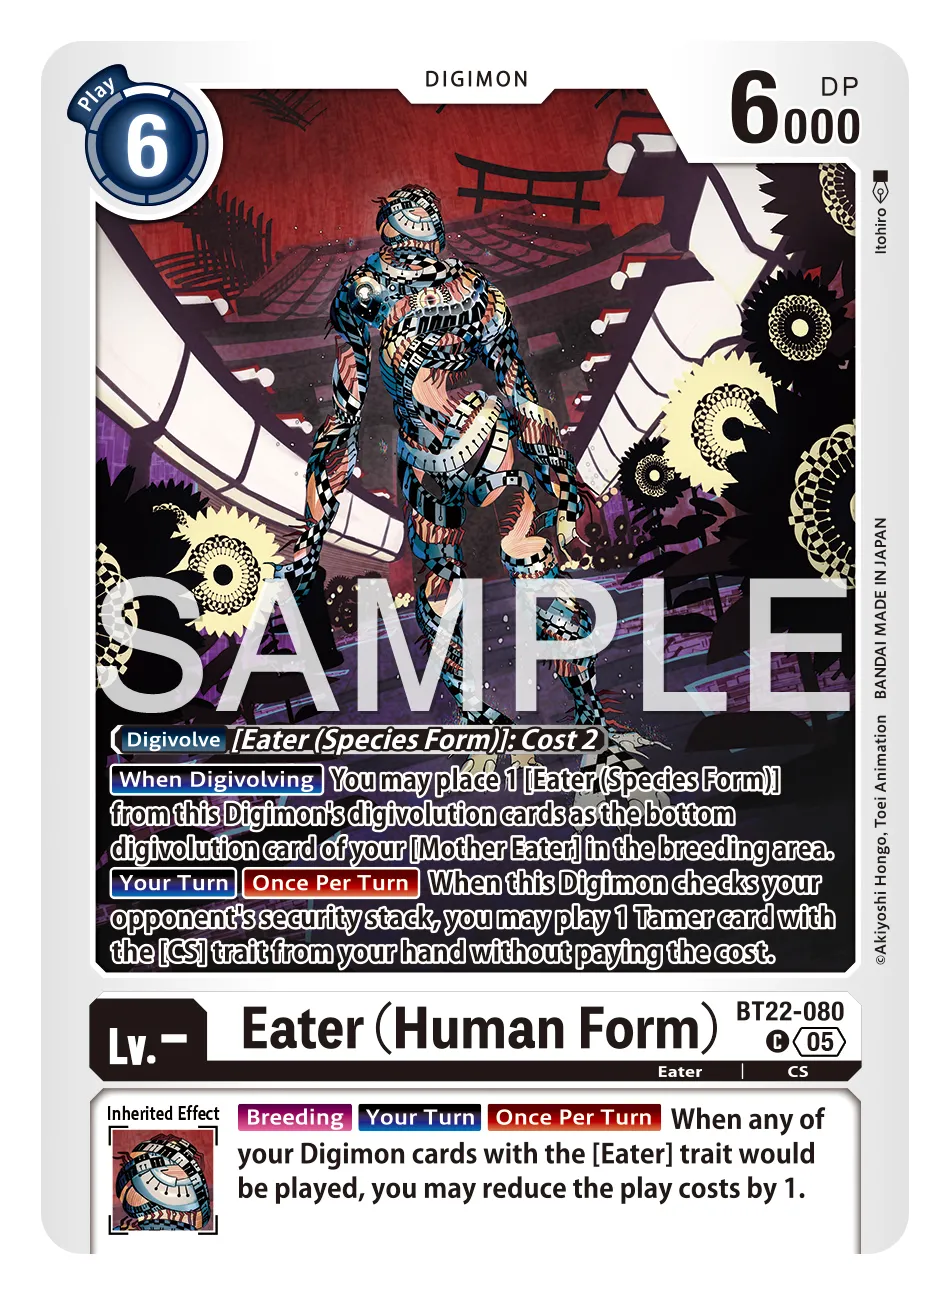 DIGIMON
Play
6
DP
6000
Itohiro
SAMPLE
Digivolve [Eater (Species Form)]: Cost 2
When Digivolving You may place 1 [Eater (Species Form)]
from this Digimon's digivolution cards as the bottom
digivolution card of your [Mother Eater] in the breeding area.
Your Turn Once Per Turn When this Digimon checks your
opponent's security stack, you may play 1 Tamer card with
the [CS] trait from your hand without paying the cost.
©Akiyoshi Hongo, Toei Animation BANDAI MADE IN JAPAN
Lv.–
Eater (Human Form)
BT22-080
C 05
Eater | CS
Inherited Effect
Breeding Your Turn Once Per Turn When any of
your Digimon cards with the [Eater] trait would
be played, you may reduce the play costs by 1.